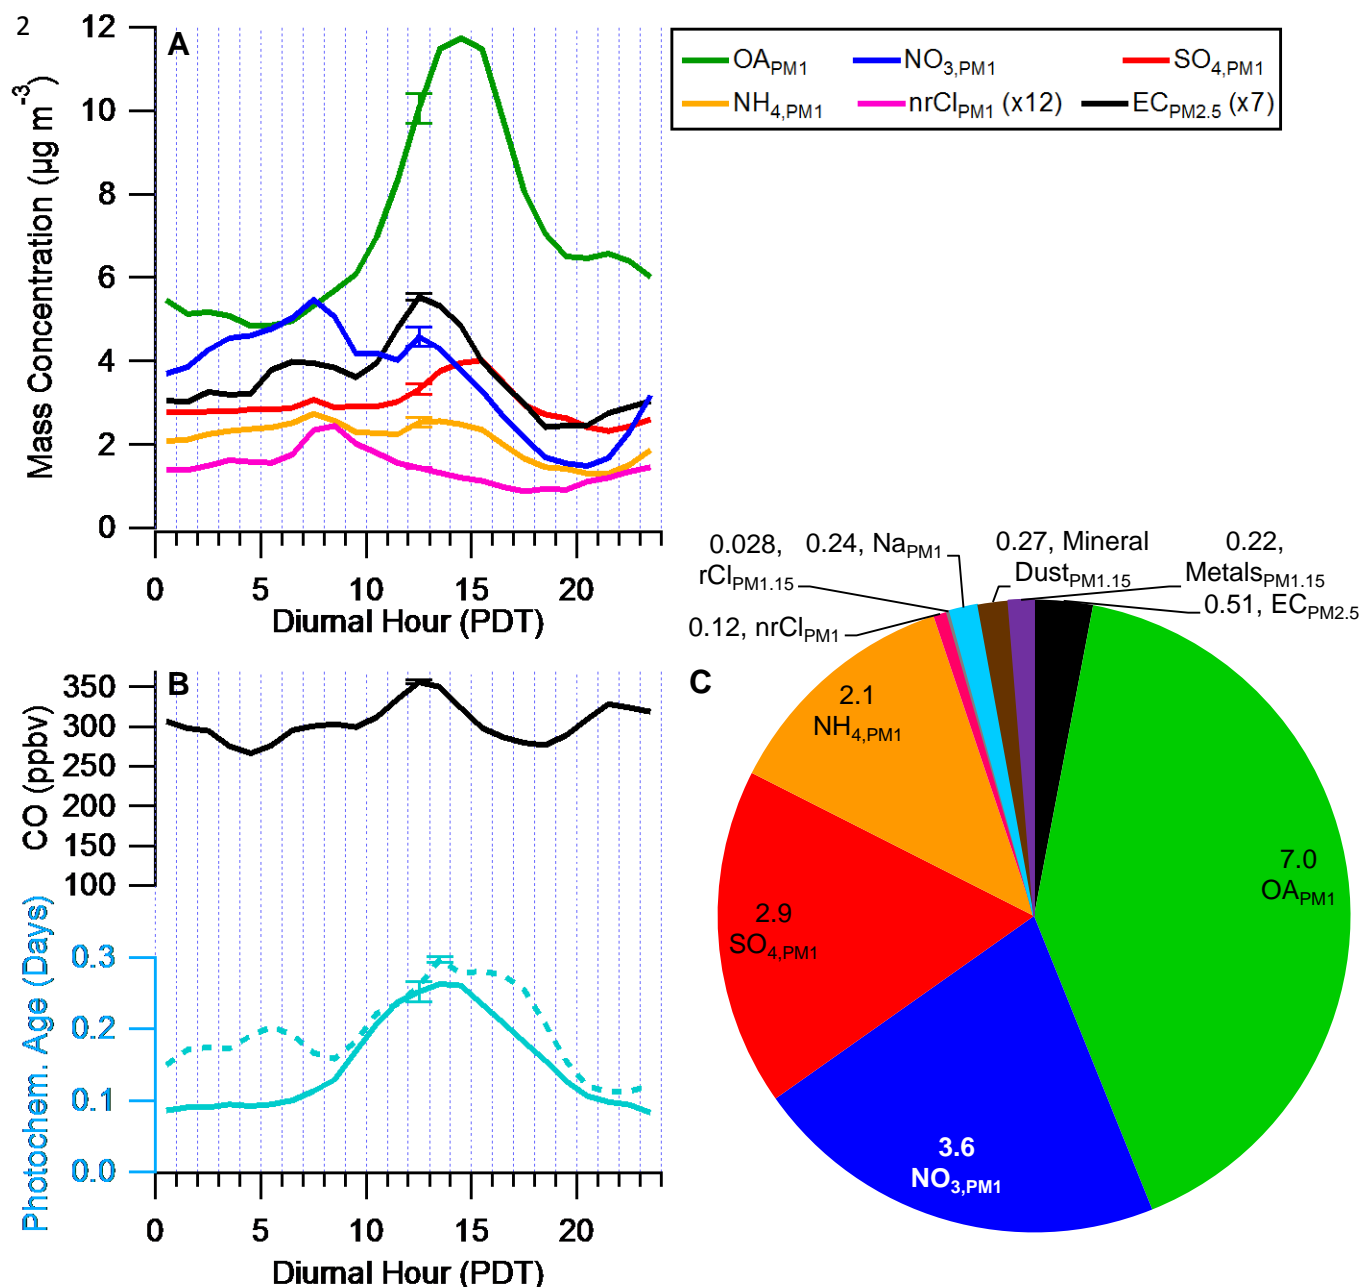 2
A
12
10
8
6
4
2
0
Mass Concentration (µg m-3)
0 5 10 15 20
Diurnal Hour (PDT)
OAPM1 NO3,PM1 SO4,PM1
NH4,PM1 nrClPM1 (x12) ECPM2.5 (x7)
B
350
300
250
200
150
100
CO (ppbv)
0.3
0.2
0.1
0.0
Photochem. Age (Days)
0 5 10 15 20
Diurnal Hour (PDT)
C
0.028,
rClPM1.15
0.24, NaPM1
0.27, Mineral
DustPM1.15
0.22,
MetalsPM1.15
0.51, ECPM2.5
0.12, nrClPM1
2.1
NH4,PM1
7.0
OAPM1
2.9
SO4,PM1
3.6
NO3,PM1